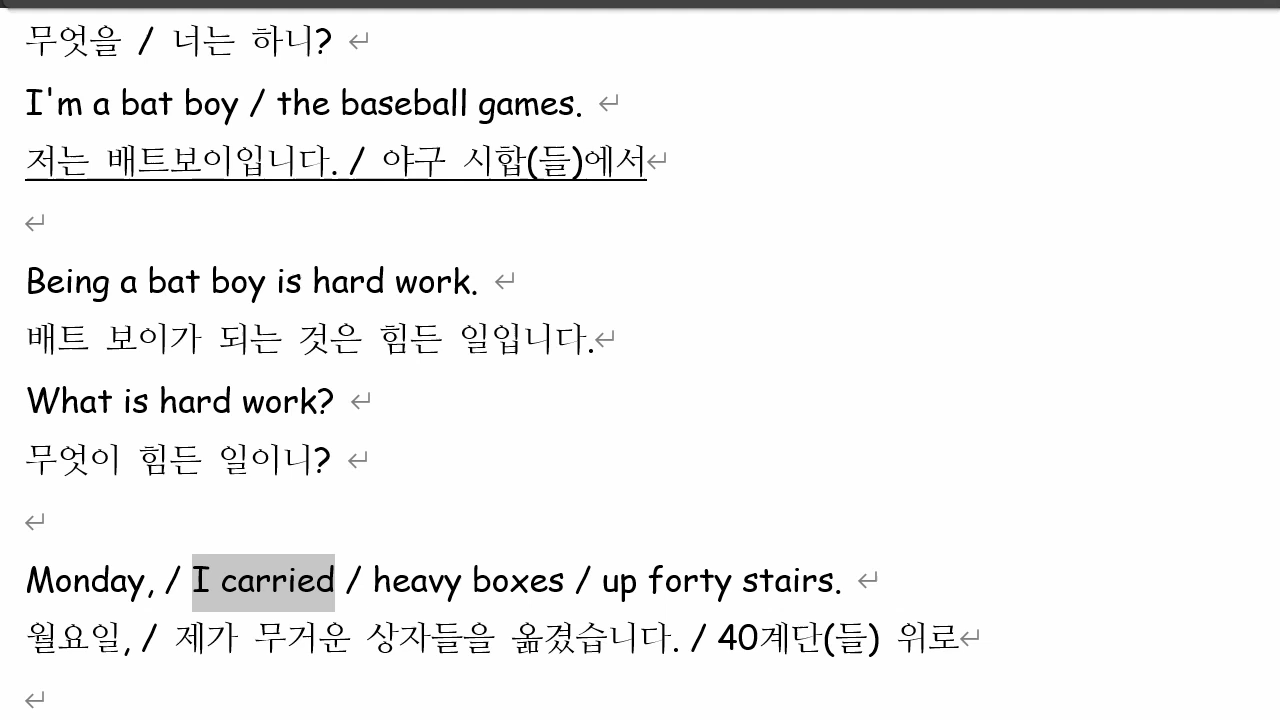 무엇을 / 너는 하니?
I'm a bat boy / the baseball games.
저는 배트보이입니다. / 야구 시합(들)에서
Being a bat boy is hard work.
배트 보이가 되는 것은 힘든 일입니다.
What is hard work?
무엇이 힘든 일이니?
Monday, / I carried / heavy boxes / up forty stairs.
월요일, / 제가 무거운 상자들을 옮겼습니다. / 40계단(들) 위로